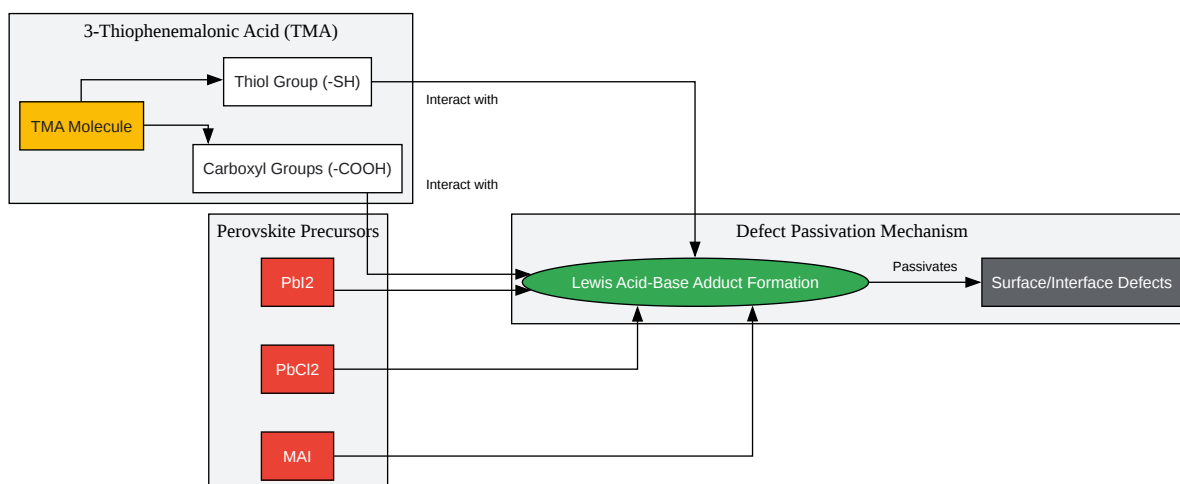 3-Thiophenemalonic Acid (TMA)
Thiol Group (-SH)
TMA Molecule
Carboxyl Groups (-COOH)
Interact with
Interact with
Perovskite Precursors
PbI2
PbCl2
MAI
Defect Passivation Mechanism
Lewis Acid-Base Adduct Formation
Passivates
Surface/Interface Defects